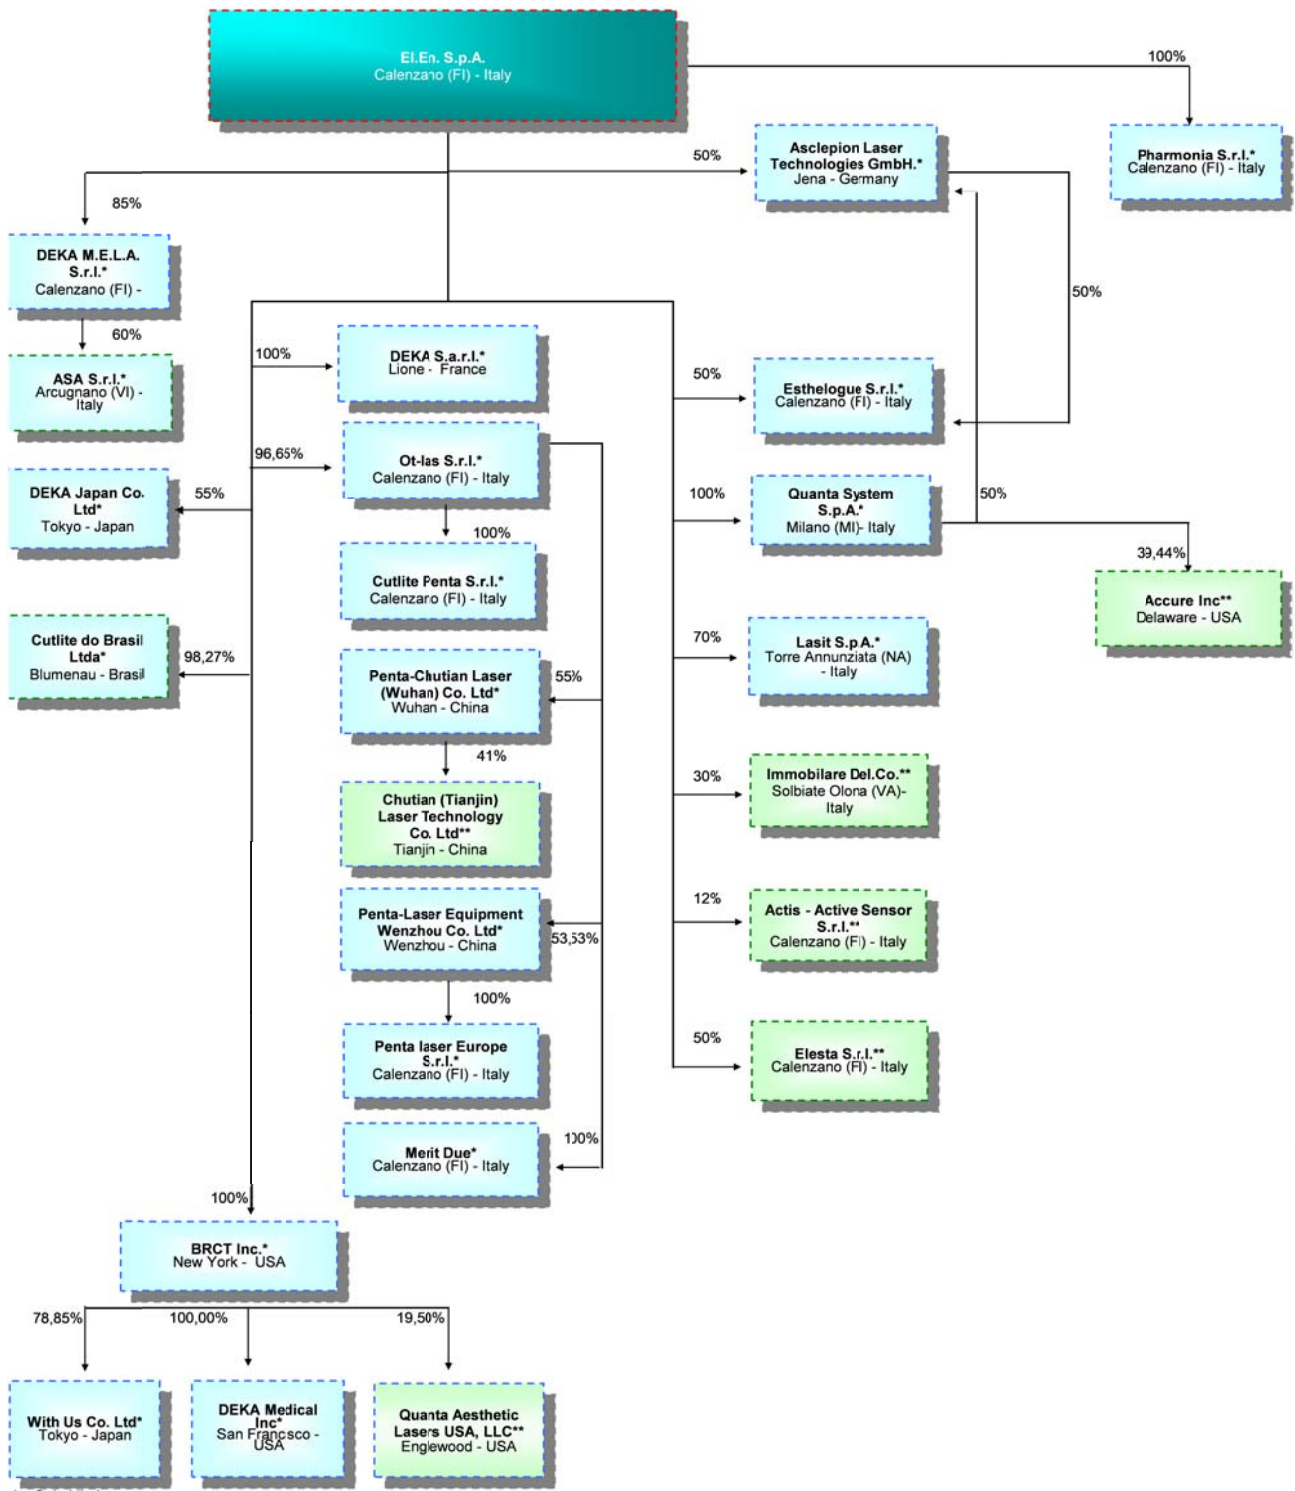 El.En. S.p.A.
Calenzano (FI) - Italy
100%
50%
Asclepion Laser
Technologies GmbH.*
Jena - Germany
Pharmonia S.r.l.*
Calenzano (FI) - Italy
85%
DEKA M.E.L.A.
S.r.l.*
Calenzano (FI) -
50%
60%
ASA S.r.l.*
Arcugnano (VI) -
Italy
100%
DEKA S.a.r.l.*
Lione - France
50%
Esthelogue S.r.l.*
Calenzano (FI) - Italy
96,65%
Ot-las S.r.l.*
Calenzano (FI) - Italy
DEKA Japan Co.
Ltd*
Tokyo - Japan
55%
100%
Quanta System
S.p.A.*
Milano (MI)- Italy
50%
100%
39,44%
Cutlite Penta S.r.l.*
Calenzano (FI) - Italy
Accure Inc**
Delaware - USA
Cutlite do Brasil
Ltda*
Blumenau - Brasil
98,27%
70%
Lasit S.p.A.*
Torre Annunziata (NA)
- Italy
Penta-Chutian Laser
(Wuhan) Co. Ltd*
Wuhan - China
55%
41%
30%
Immobilare Del.Co.**
Solbiate Olona (VA)-
Italy
Chutian (Tianjin)
Laser Technology
Co. Ltd**
Tianjin - China
12%
Actis - Active Sensor
S.r.l.**
Calenzano (FI) - Italy
Penta-Laser Equipment
Wenzhou Co. Ltd*
Wenzhou - China
53,53%
100%
50%
Elesta S.r.l.**
Calenzano (FI) - Italy
Penta laser Europe
S.r.l.*
Calenzano (FI) - Italy
100%
Merit Due*
Calenzano (FI) - Italy
100%
BRCT Inc.*
New York - USA
78,85%
100,00%
19,50%
With Us Co. Ltd*
Tokyo - Japan
DEKA Medical
Inc*
San Francsco -
USA
Quanta Aesthetic
Lasers USA, LLC**
Englewood - USA